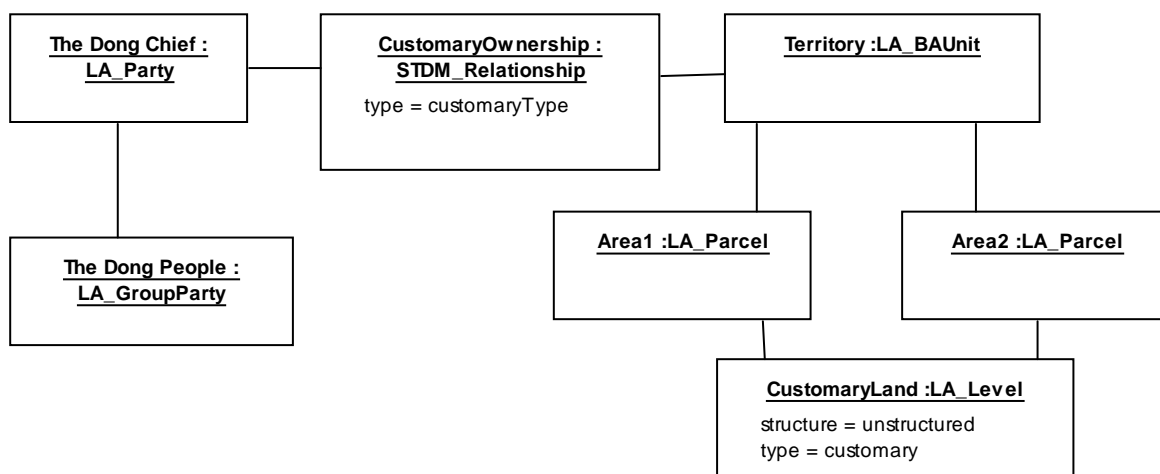 The Dong Chief :
LA_Party
CustomaryOwnership :
STDM_Relationship
type = customaryType
Territory :LA_BAUnit
Area1 :LA_Parcel
Area2 :LA_Parcel
The Dong People :
LA_GroupParty
CustomaryLand :LA_Level
structure = unstructured
type = customary